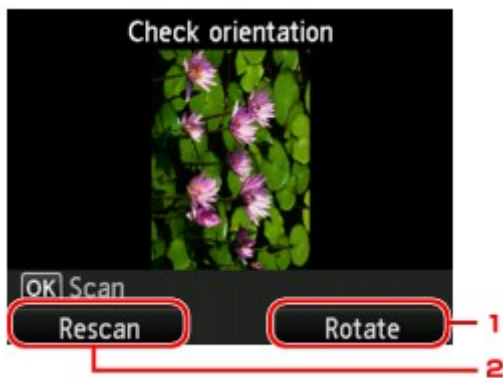 Check orientation
OK Scan
Rescan
Rotate
1
2